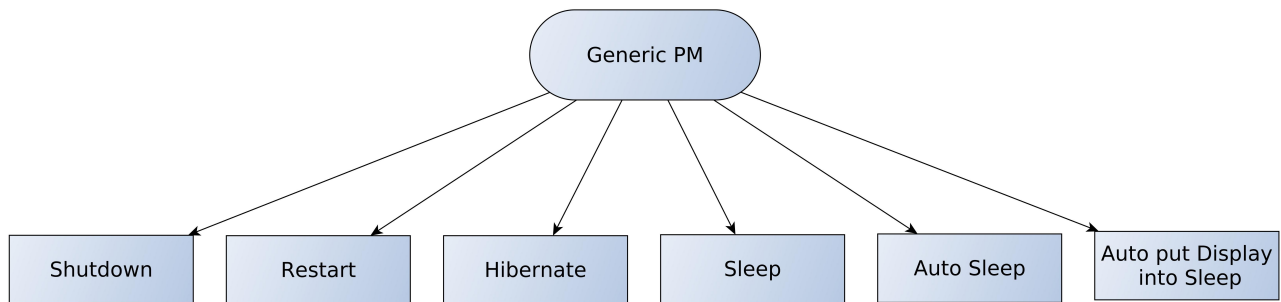 Generic PM
Shutdown
Restart
Hibernate
Sleep
Auto Sleep
Auto put Display
into Sleep